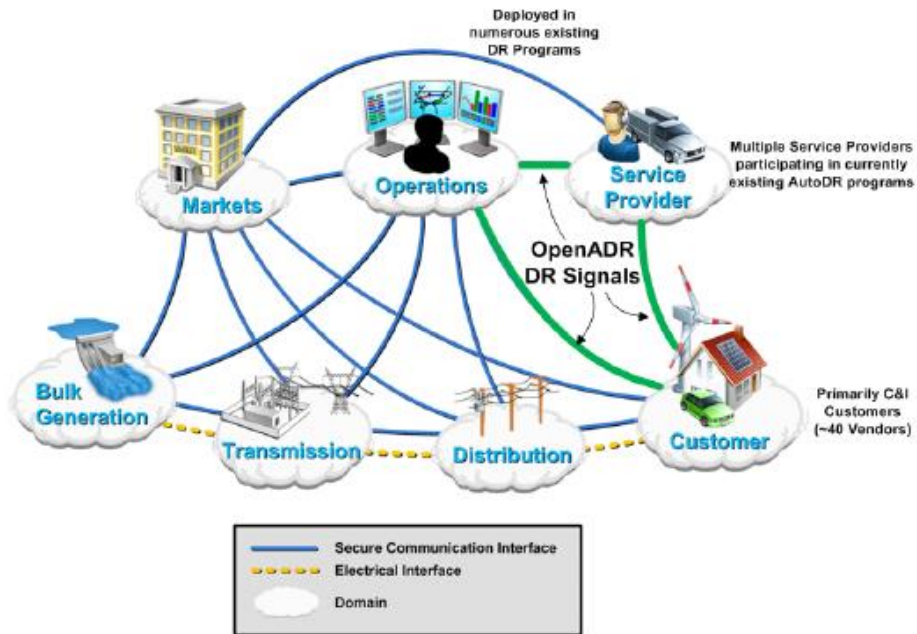 Deployed in
numerous existing
DR Programs
Markets
Operations
Service
Provider
Multiple Service Providers
participating in currently
existing AutoDR programs
OpenADR
DR Signals
Bulk
Generation
Transmission
Distribution
Customer
Primarily C&I
Customers
(~40 Vendors)
Secure Communication Interface
Electrical Interface
Domain